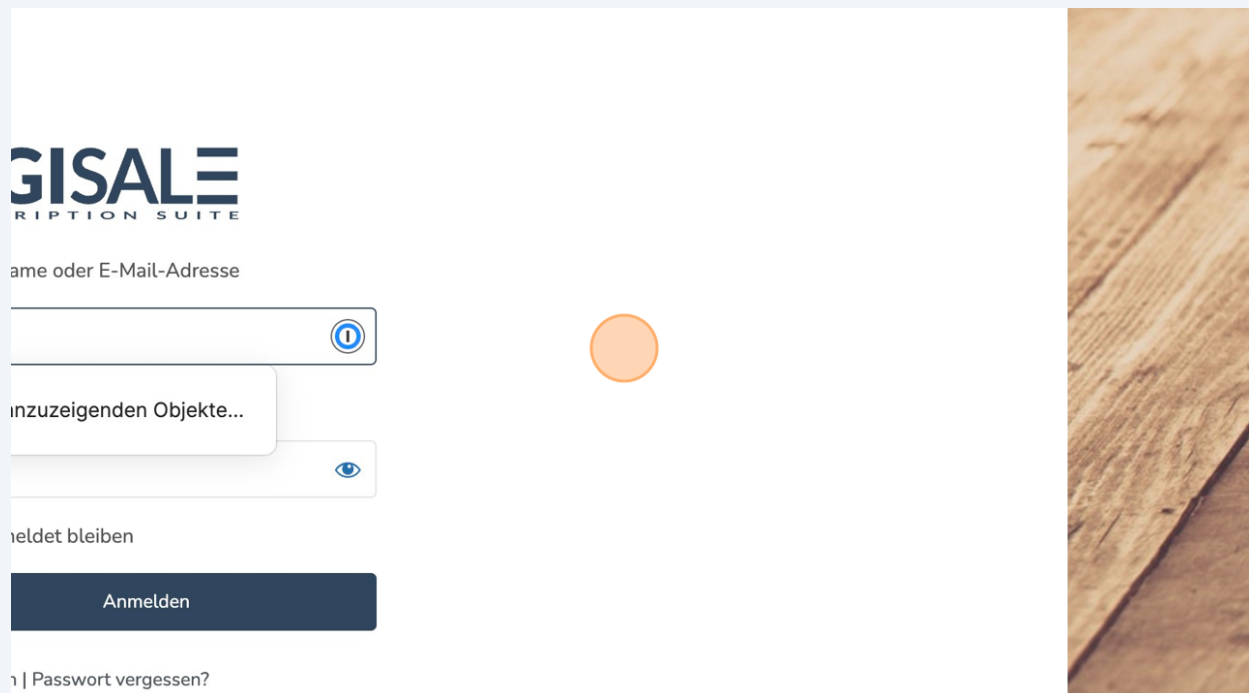 GISALE
RIPTION SUITE
ame oder E-Mail-Adresse
nzuzeigenden Objekte...
eldet bleiben
Anmelden
n | Passwort vergessen?